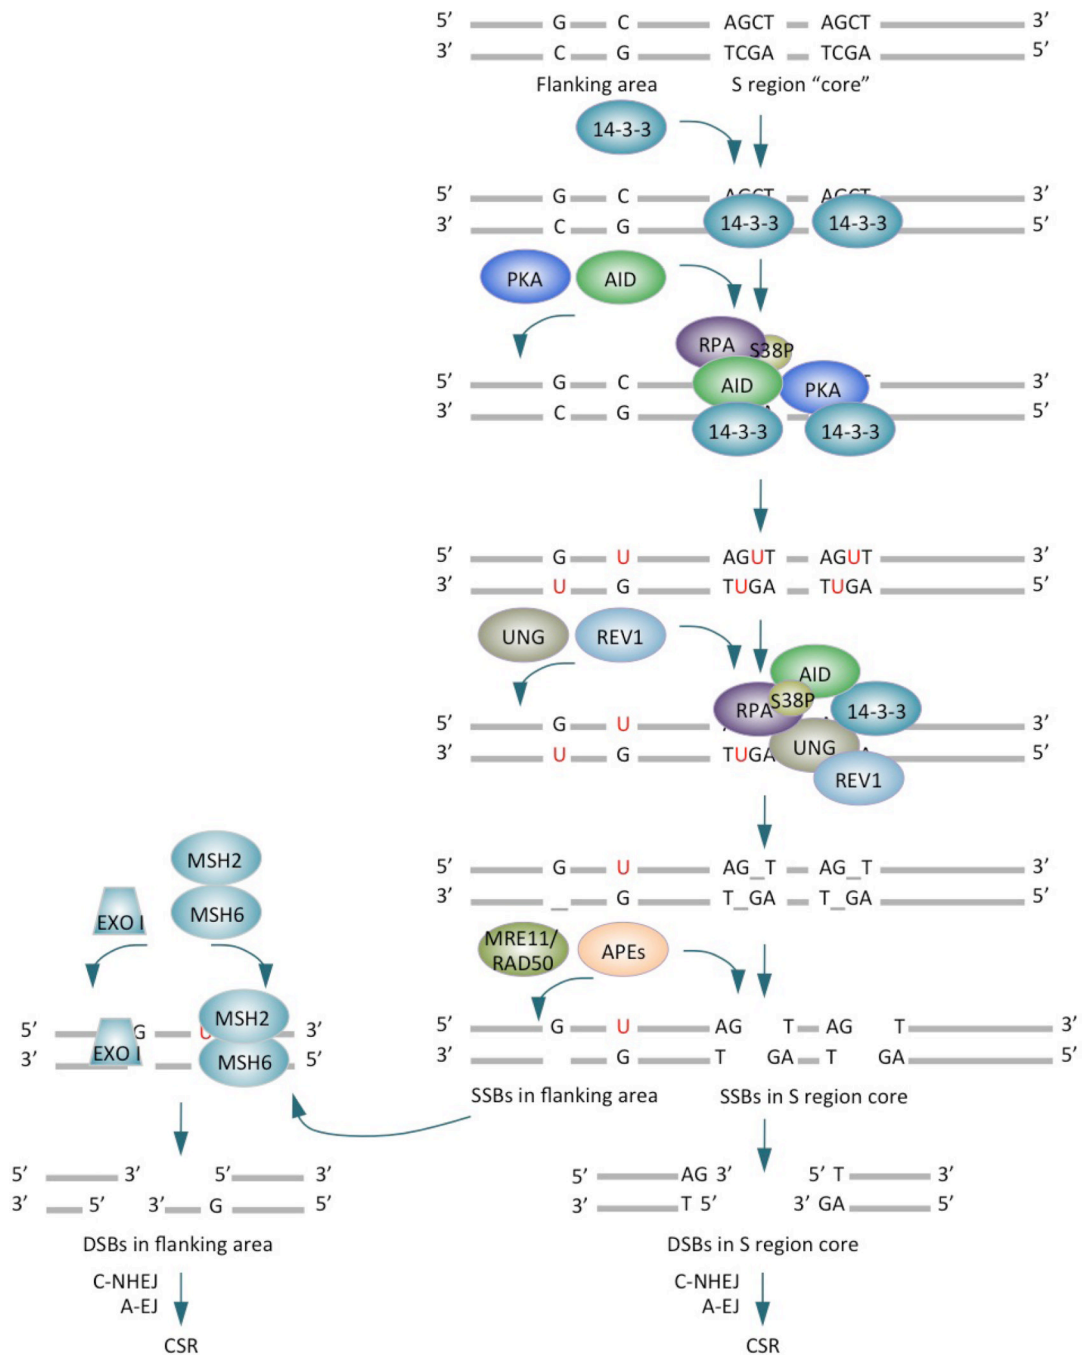 5’ G C AGCT AGCT 3’
3’ C G TCGA TCGA 5’
Flanking area S region “core”
14-3-3
5’ G C AGCT AGCT 3’
3’ C G 14-3-3 14-3-3 5’
PKA AID
RPA S38P
5’ G C AID PKA T 3’
3’ C G A 5’
14-3-3 14-3-3
5’ G U AGUT AGUT 3’
3’ U G TUGA TUGA 5’
UNG REV1
AID
S38P
RPA 14-3-3
5’ G U 3’
3’ U G TUGA UNG A 5’
REV1
MSH2
5’ G U AG_T AG_T 3’
3’ _ G T_GA T_GA 5’
EXO I MSH6
MRE11/
RAD50 APEs
5’ G U MSH2 3’
3’ EXO I MSH6 5’
5’ G U AG T AG T 3’
3’ G T GA T GA 5’
SSBs in flanking area SSBs in S region core
5’ 3’ 5’ 3’
3’ 5’ 3’ G 5’
5’ AG 3’ 5’ T 3’
3’ T 5’ 3’ GA 5’
DSBs in flanking area DSBs in S region core
C-NHEJ C-NHEJ
A-EJ A-EJ
CSR CSR